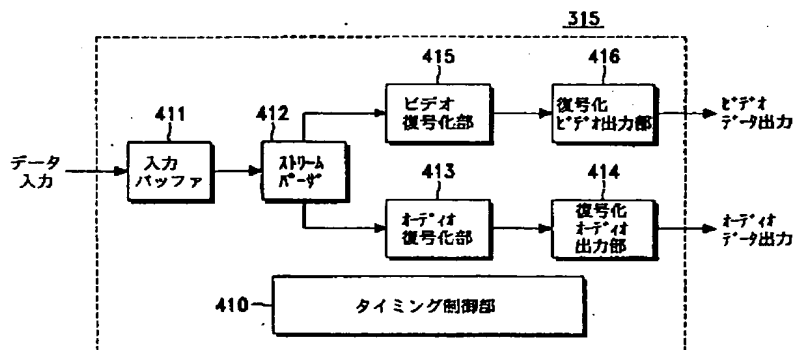 315
415
416
411
412
ビデオ
復号化部
復号化
ビデオ出力部
ビデオ
データ出力
データ
入力
入力
バッファ
ストリーム
パーザ
413
414
オーディオ
復号化部
復号化
オーディオ
出力部
オーディオ
データ出力
410
タイミング制御部